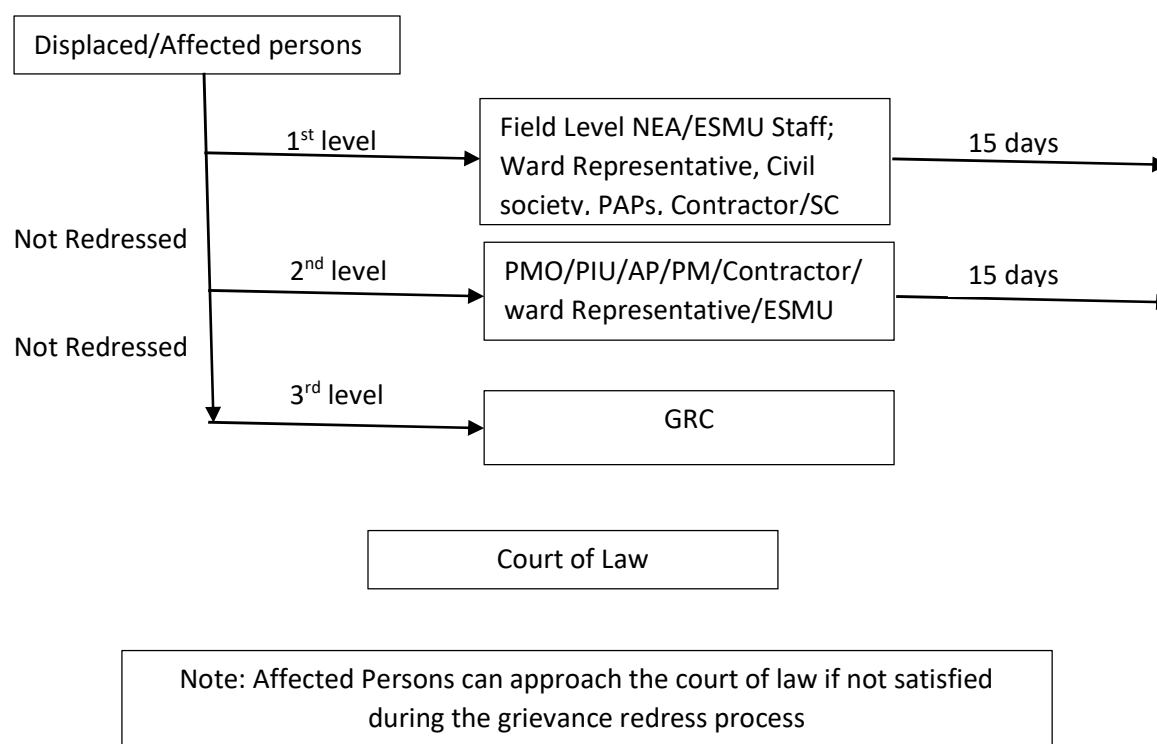 Displaced/Affected persons
1st level
Field Level NEA/ESMU Staff;
Ward Representative, Civil
society, PAPs, Contractor/SC
15 days
Not Redressed
2nd level
PMO/PIU/AP/PM/Contractor/
ward Representative/ESMU
15 days
Not Redressed
3rd level
GRC
Court of Law
Note: Affected Persons can approach the court of law if not satisfied
during the grievance redress process